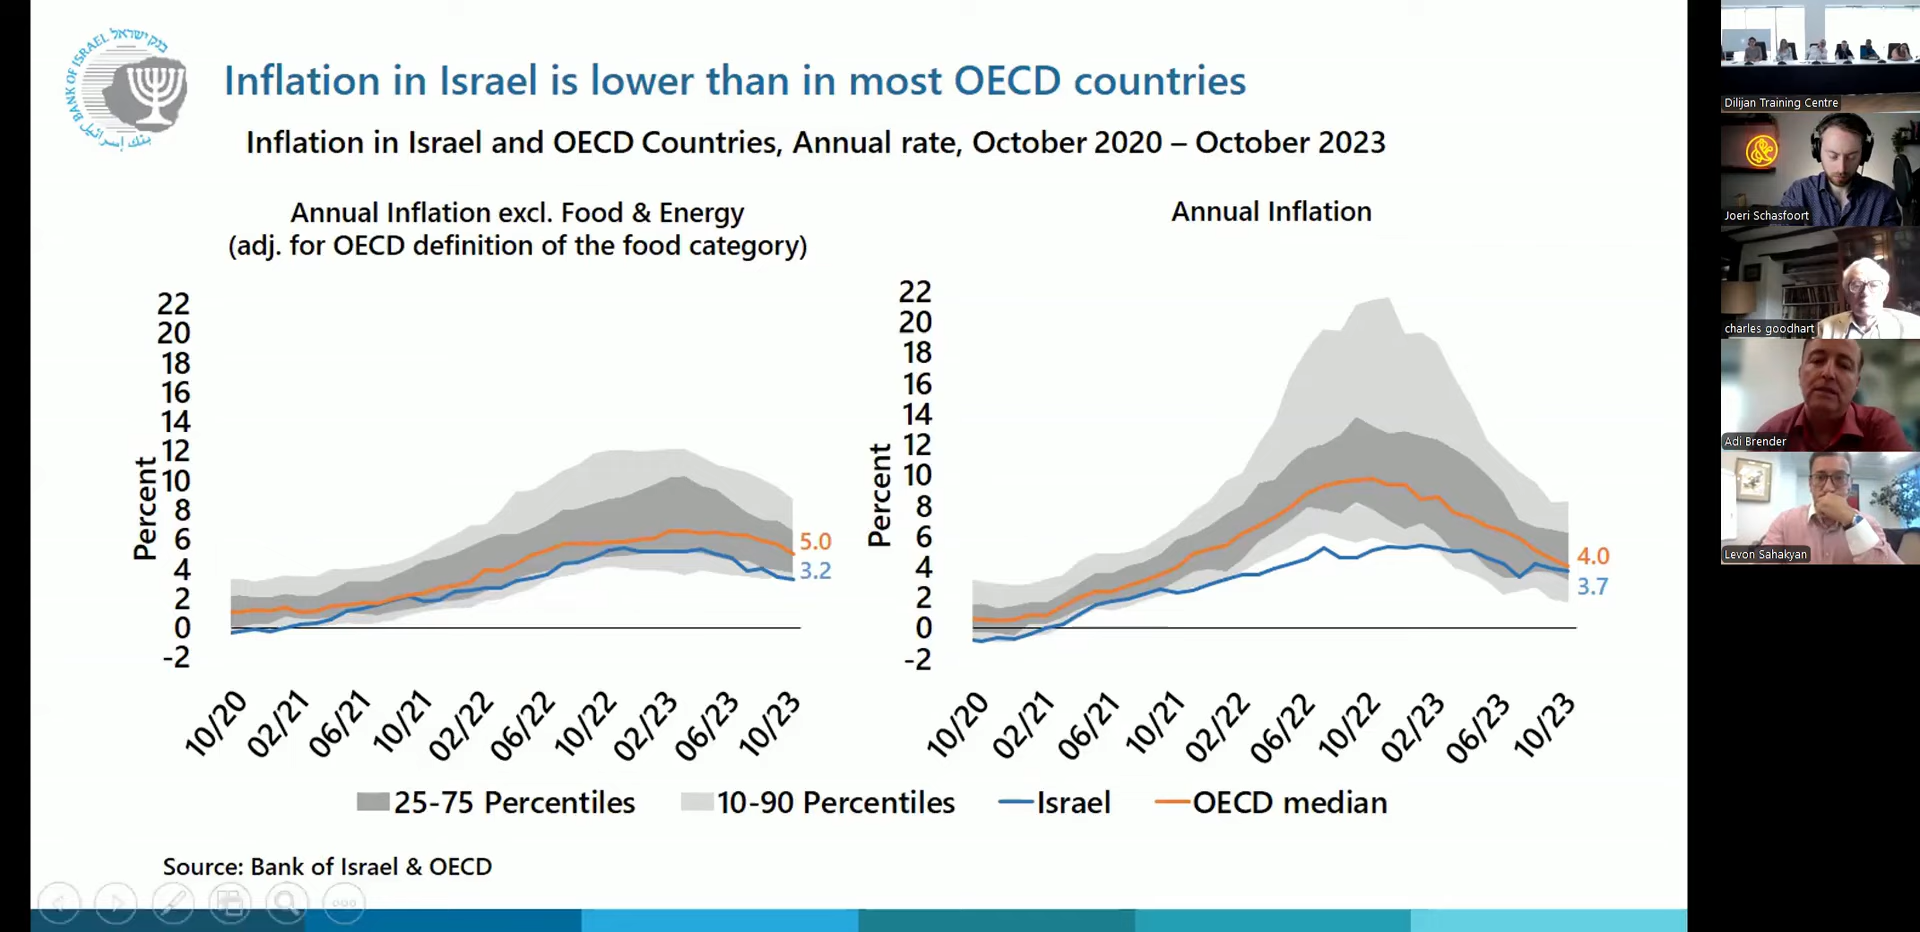 בנק ישראל
BANK OF ISRAEL
بنك إسرائيل
Inflation in Israel is lower than in most OECD countries
Inflation in Israel and OECD Countries, Annual rate, October 2020 – October 2023
Annual Inflation excl. Food & Energy
(adj. for OECD definition of the food category)
Percent
22
20
18
16
14
12
10
8
6
4
2
0
-2
5.0
3.2
10/20
02/21
06/21
10/21
02/22
06/22
10/22
02/23
06/23
10/23
Annual Inflation
Percent
22
20
18
16
14
12
10
8
6
4
2
0
-2
4.0
3.7
10/20
02/21
06/21
10/21
02/22
06/22
10/22
02/23
06/23
10/23
25-75 Percentiles
10-90 Percentiles
Israel
OECD median
Source: Bank of Israel & OECD
Dilijan Training Centre
Joeri Schasfoort
charles goodhart
Adi Brender
Levon Sahakyan